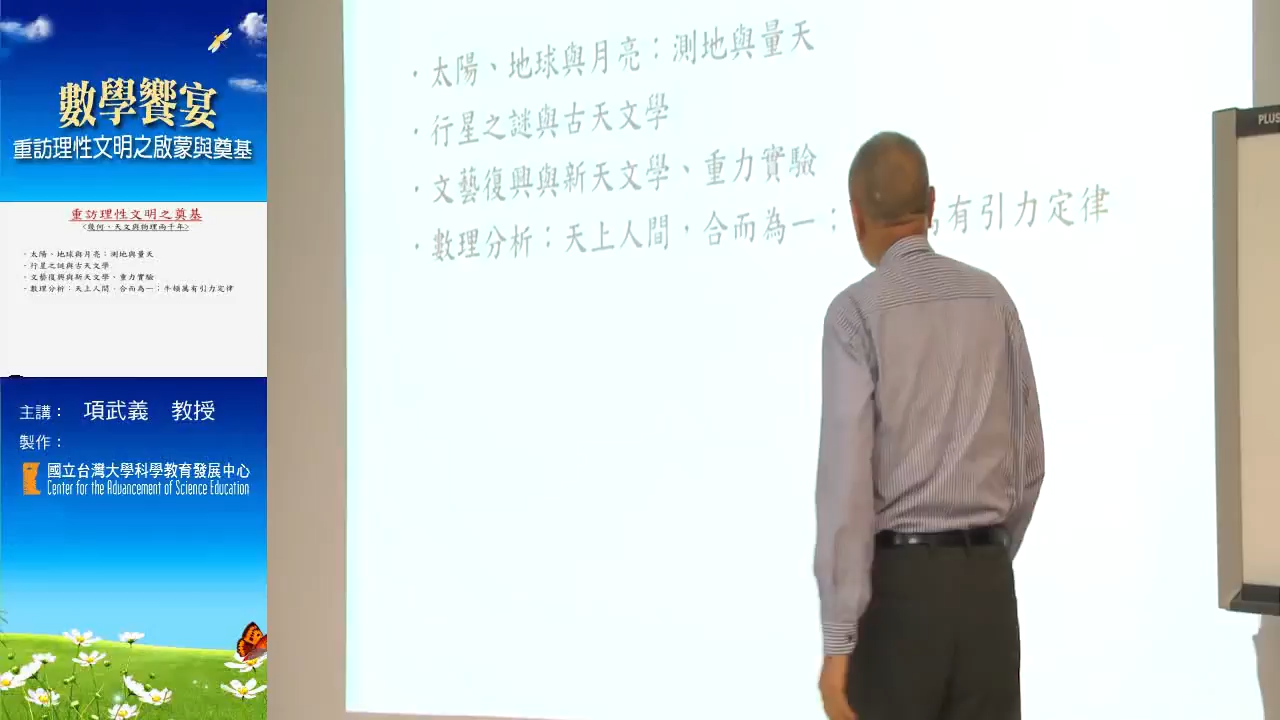 數學饗宴
重訪理性文明之啟蒙與奠基
重訪理性文明之奠基
<幾何、天文與物理兩千年>
· 太陽、地球與月亮：測地與量天
· 行星之謎與古天文學
· 文藝復興與新天文學、重力實驗
· 數理分析：天上人間，合而為一；牛頓萬有引力定律
主講： 項武義 教授
製作：
國立台灣大學科學教育發展中心
Center for the Advancement of Science Education
· 太陽、地球與月亮：測地與量天
· 行星之謎與古天文學
· 文藝復興與新天文學、重力實驗
· 數理分析：天上人間，合而為一； 有引力定律
PLUS